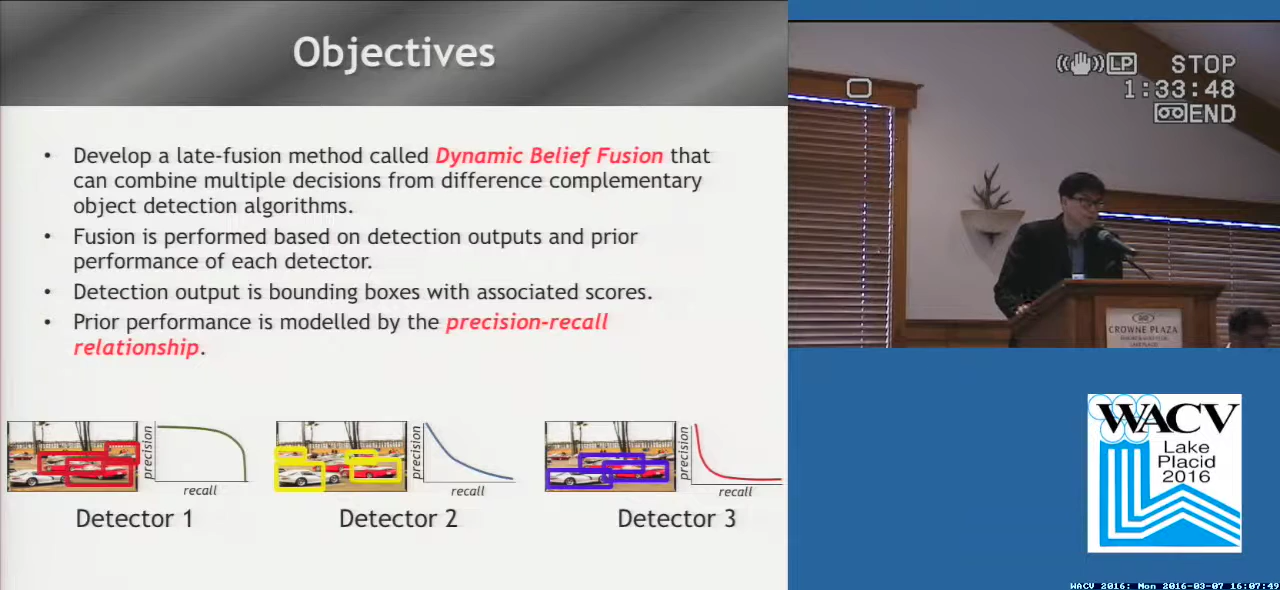 Objectives
• Develop a late-fusion method called Dynamic Belief Fusion that
can combine multiple decisions from difference complementary
object detection algorithms.
• Fusion is performed based on detection outputs and prior
performance of each detector.
• Detection output is bounding boxes with associated scores.
• Prior performance is modelled by the precision-recall
relationship.
precision
recall
Detector 1
precision
recall
Detector 2
precision
recall
Detector 3
LP STOP
1:33:48
END
CROWNE PLAZA
WACV
Lake
Placid
2016
WACV 2016: Mon 2016-03-07 16:07:49